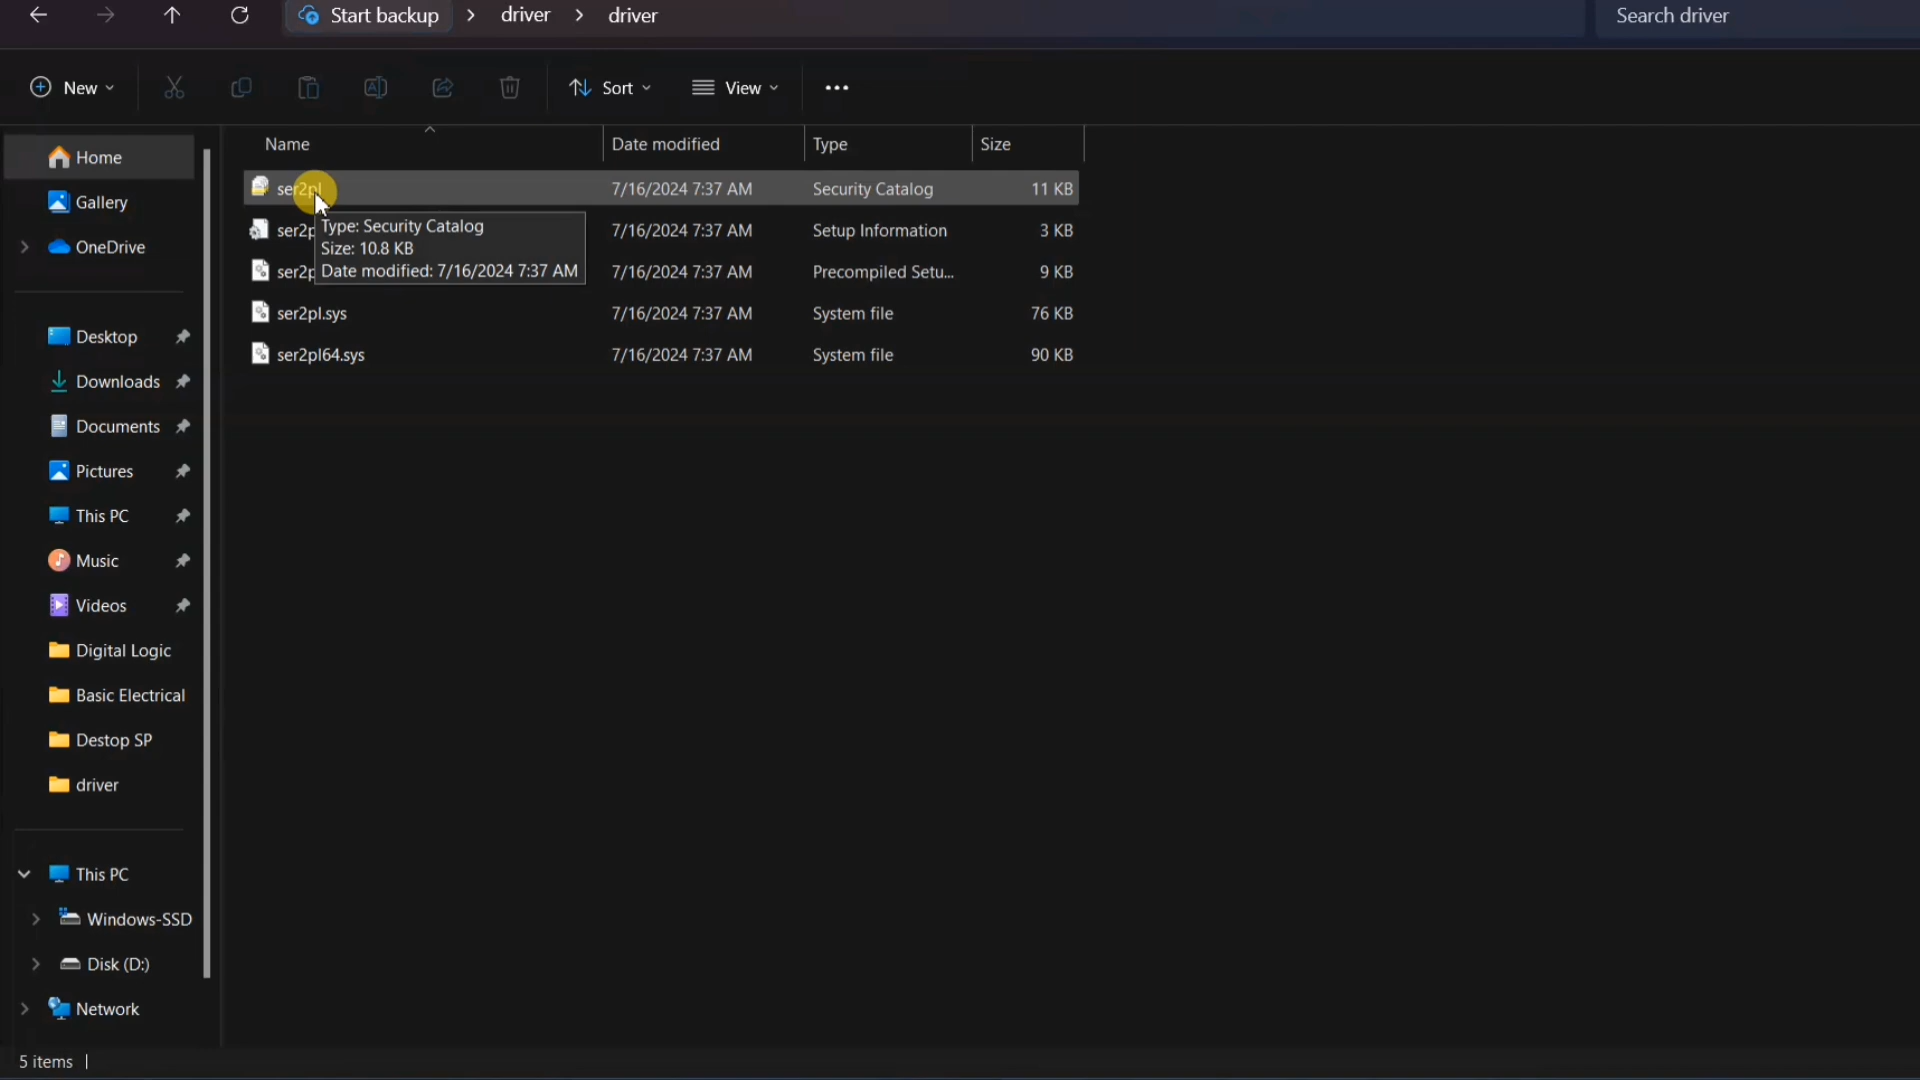 Start backup > driver > driver
Search driver
New
Sort
View
Name
Date modified
Type
Size
ser2pl 7/16/2024 7:37 AM Security Catalog 11 KB
7/16/2024 7:37 AM Setup Information 3 KB
7/16/2024 7:37 AM Precompiled Setu... 9 KB
ser2pl.sys 7/16/2024 7:37 AM System file 76 KB
ser2pl64.sys 7/16/2024 7:37 AM System file 90 KB
Type: Security Catalog
Size: 10.8 KB
Date modified: 7/16/2024 7:37 AM
Home
Gallery
OneDrive
Desktop
Downloads
Documents
Pictures
This PC
Music
Videos
Digital Logic
Basic Electrical
Destop SP
driver
This PC
Windows-SSD
Disk (D:)
Network
5 items